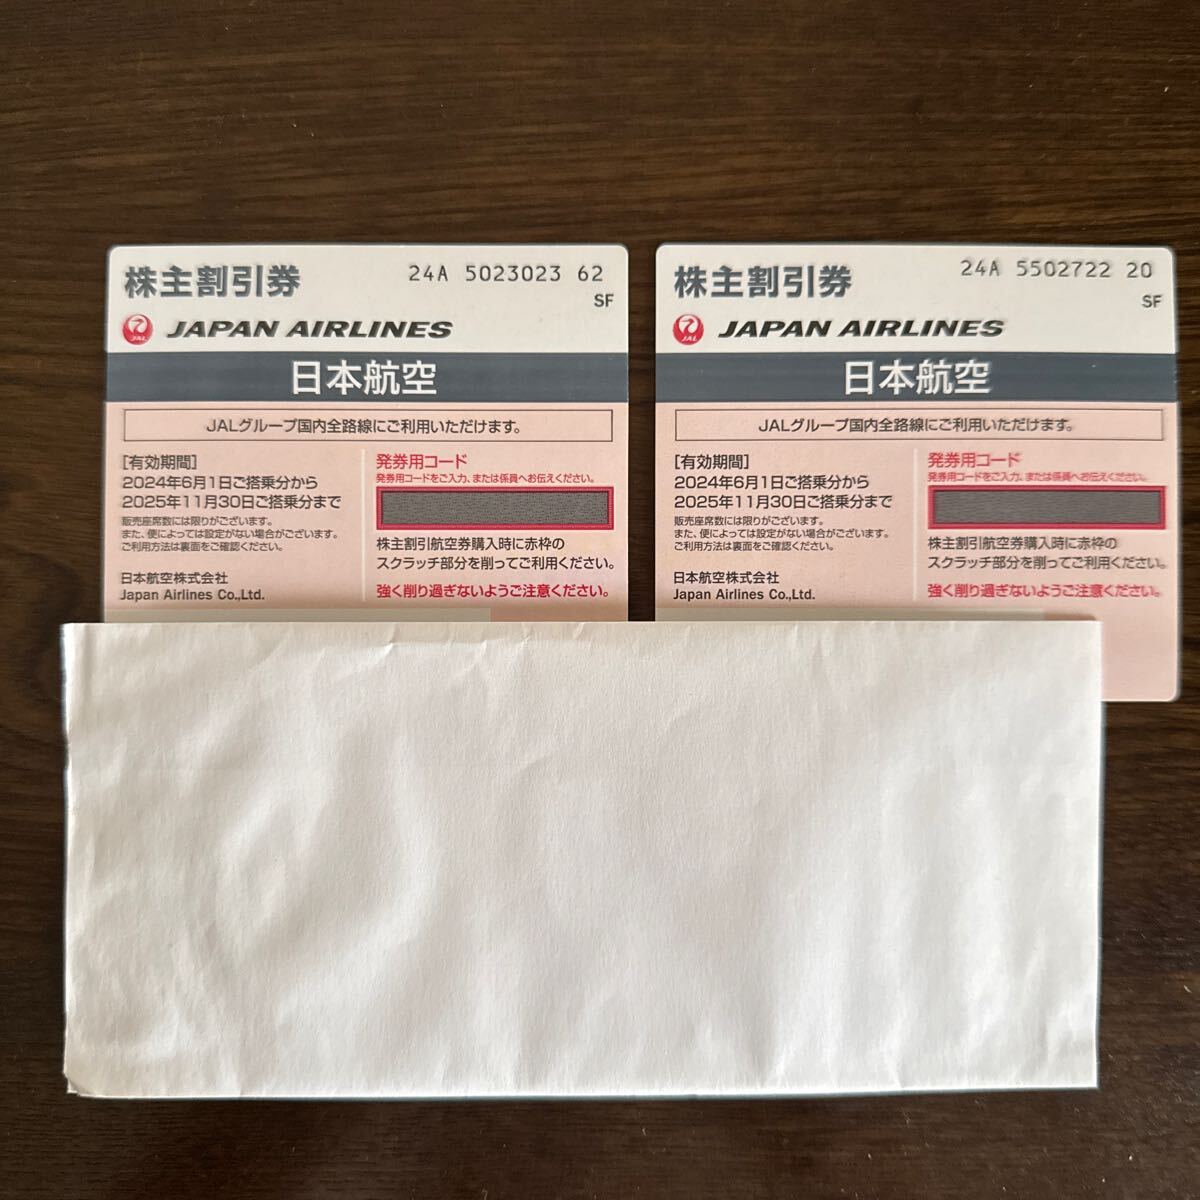 株主割引券
24A 5023023 62
SF
JAL
JAPAN AIRLINES
日本航空
JALグループ国内全路線にご利用いただけます。
[有効期間]
2024年6月1日ご搭乗分から
2025年11月30日ご搭乗分まで
販売座席数には限りがございます。
また、便によっては設定がない場合がございます。
ご利用方法は裏面をご確認ください。
日本航空株式会社
Japan Airlines Co.,Ltd.
発券用コード
発券用コードをご入力、または係員へお伝えください。
株主割引航空券購入時に赤枠の
スクラッチ部分を削ってご利用ください。
強く削り過ぎないようご注意ください。
株主割引券
24A 5502722 20
SF
JAL
JAPAN AIRLINES
日本航空
JALグループ国内全路線にご利用いただけます。
[有効期間]
2024年6月1日ご搭乗分から
2025年11月30日ご搭乗分まで
販売座席数には限りがございます。
また、便によっては設定がない場合がございます。
ご利用方法は裏面をご確認ください。
日本航空株式会社
Japan Airlines Co.,Ltd.
発券用コード
発券用コードをご入力、または係員へお伝えください。
株主割引航空券購入時に赤枠の
スクラッチ部分を削ってご利用ください。
強く削り過ぎないようご注意ください。